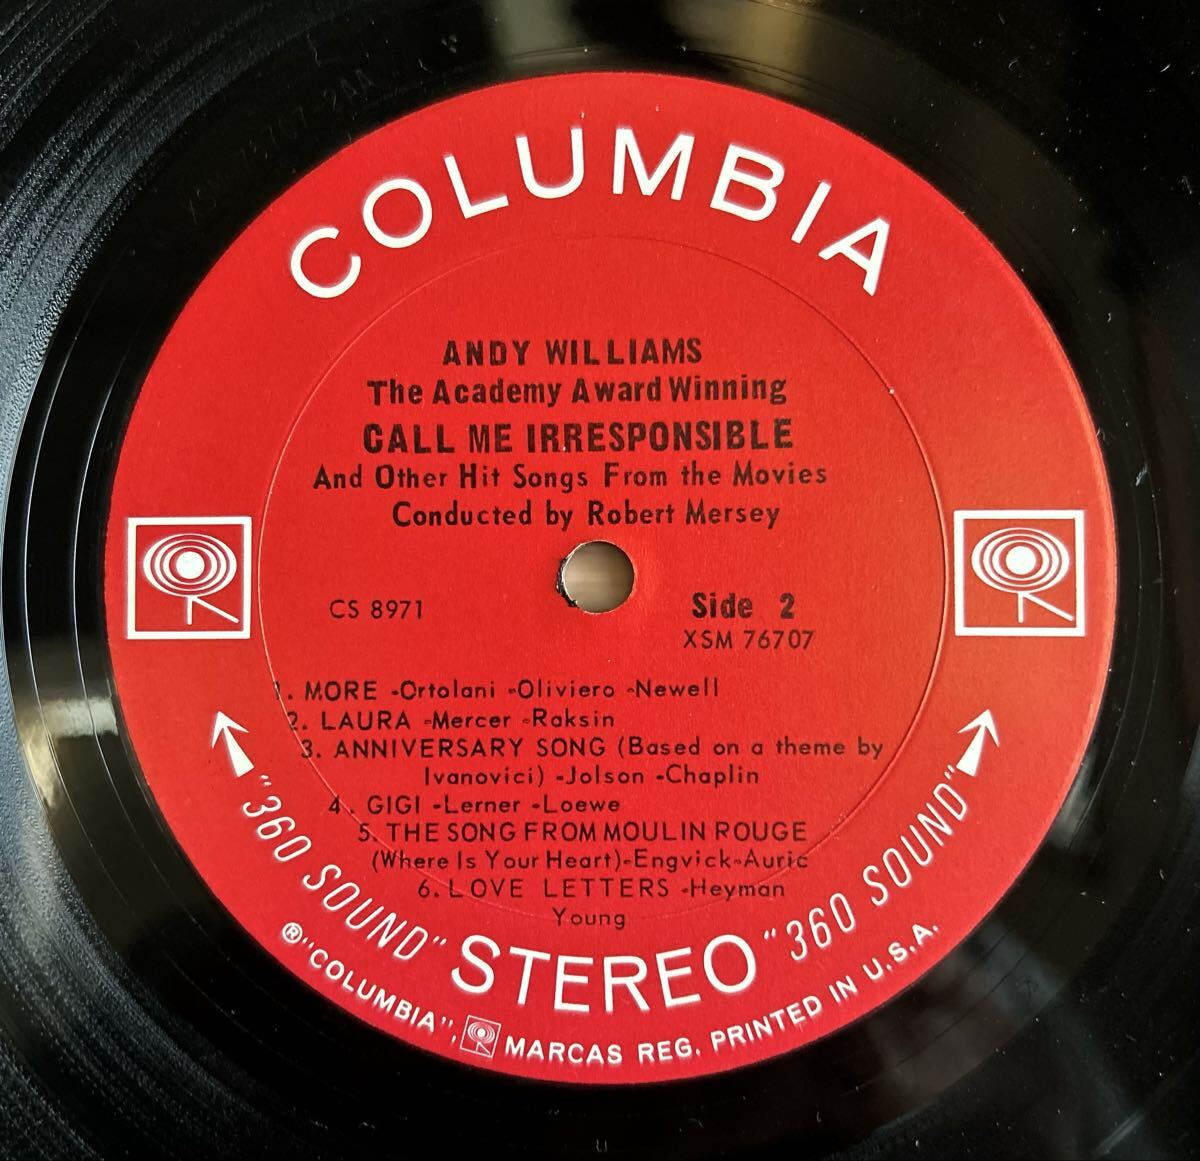 COLUMBIA
ANDY WILLIAMS
The Academy Award Winning
CALL ME IRRESPONSIBLE
And Other Hit Songs From the Movies
Conducted by Robert Mersey
CS 8971
Side 2
XSM 76707
1. MORE -Ortolani -Oliviero -Newell
2. LAURA -Mercer -Raksin
3. ANNIVERSARY SONG (Based on a theme by
Ivanovici) -Jolson -Chaplin
4. GIGI -Lerner -Loewe
5. THE SONG FROM MOULIN ROUGE
(Where Is Your Heart)-Engvick-Auric
6. LOVE LETTERS -Heyman
Young
"360 SOUND" STEREO "360 SOUND"
® "COLUMBIA", MARCAS REG. PRINTED IN U.S.A.